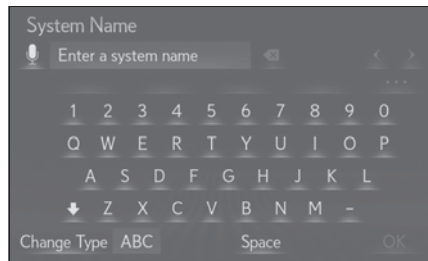 System Name
Enter a system name
...
1 2 3 4 5 6 7 8 9 0
Q W E R T Y U I O P
A S D F G H J K L
Z X C V B N M -
Change Type ABC Space OK